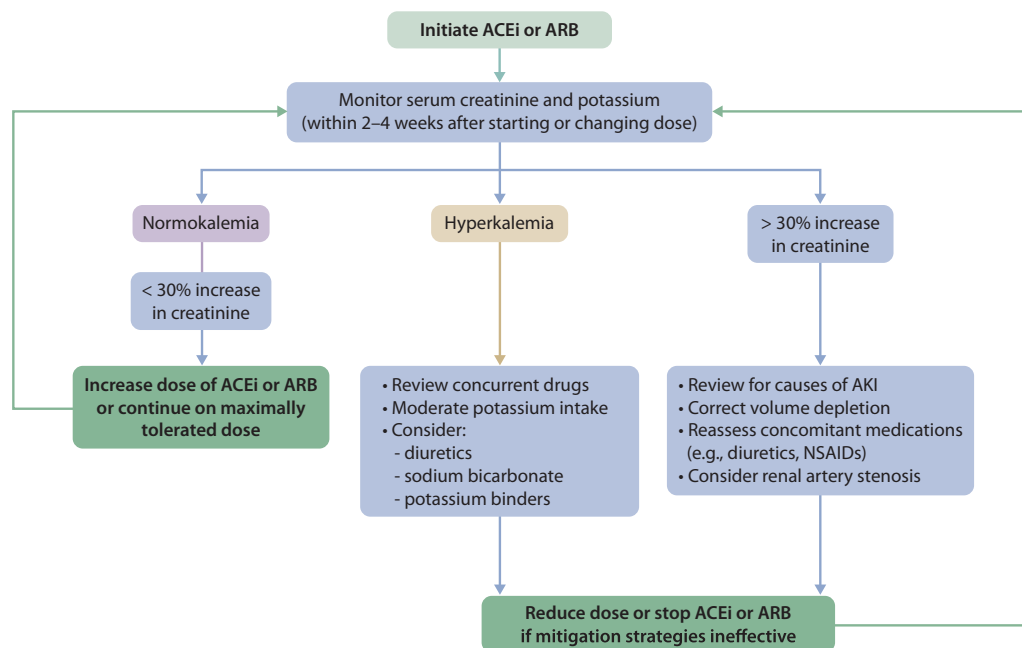 Initiate ACEi or ARB
Monitor serum creatinine and potassium
(within 2–4 weeks after starting or changing dose)
Normokalemia
< 30% increase
in creatinine
Increase dose of ACEi or ARB
or continue on maximally
tolerated dose
Hyperkalemia
• Review concurrent drugs
• Moderate potassium intake
• Consider:
- diuretics
- sodium bicarbonate
- potassium binders
> 30% increase
in creatinine
• Review for causes of AKI
• Correct volume depletion
• Reassess concomitant medications
(e.g., diuretics, NSAIDs)
• Consider renal artery stenosis
Reduce dose or stop ACEi or ARB
if mitigation strategies ineffective